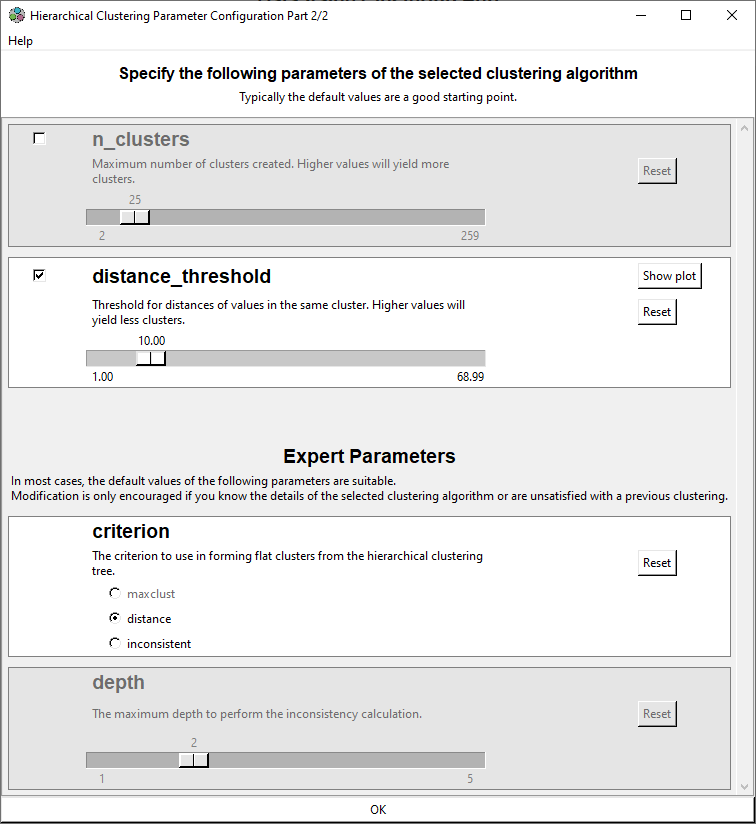 Hierarchical Clustering Parameter Configuration Part 2/2
Help
Specify the following parameters of the selected clustering algorithm
Typically the default values are a good starting point.
n_clusters
Maximum number of clusters created. Higher values will yield more
clusters.
Reset
25
2
259
distance_threshold
Show plot
Threshold for distances of values in the same cluster. Higher values will
yield less clusters.
Reset
10.00
1.00
68.99
Expert Parameters
In most cases, the default values of the following parameters are suitable.
Modification is only encouraged if you know the details of the selected clustering algorithm or are unsatisfied with a previous clustering.
criterion
The criterion to use in forming flat clusters from the hierarchical clustering
tree.
Reset
maxclust
distance
inconsistent
depth
The maximum depth to perform the inconsistency calculation.
Reset
2
1
5
OK